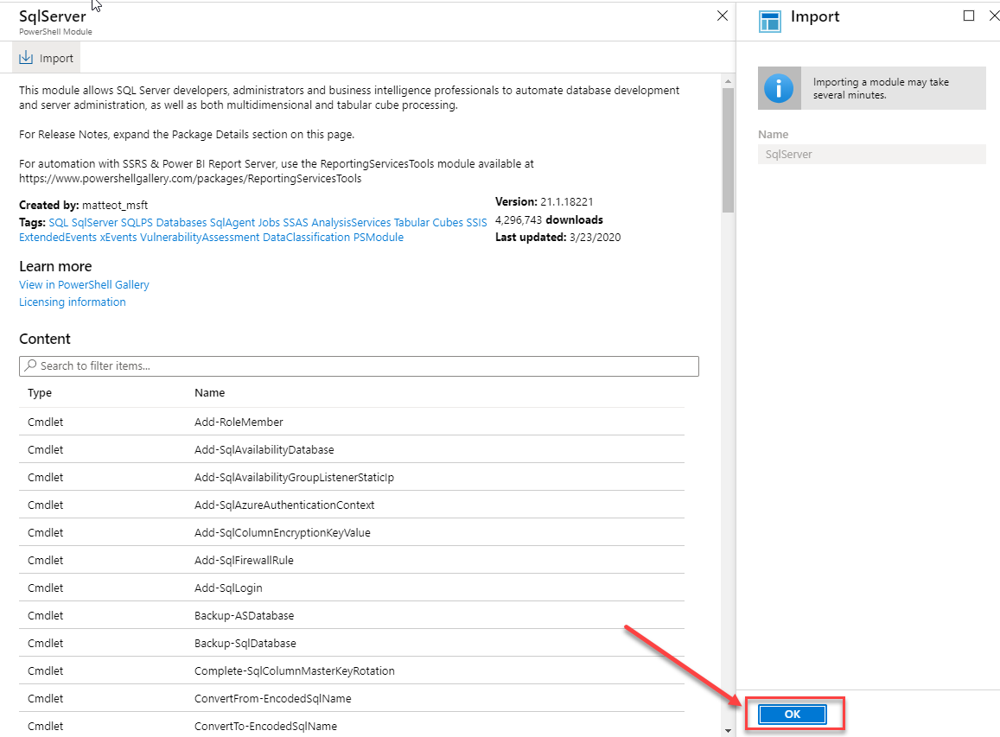 SqlServer
PowerShell Module
Import
This module allows SQL Server developers, administrators and business intelligence professionals to automate database development
and server administration, as well as both multidimensional and tabular cube processing.
For Release Notes, expand the Package Details section on this page.
For automation with SSRS & Power BI Report Server, use the ReportingServicesTools module available at
https://www.powershellgallery.com/packages/ReportingServicesTools
Created by: matteot_msft
Tags: SQL SqlServer SQLPS Databases SqlAgent Jobs SSAS AnalysisServices Tabular Cubes SSIS
ExtendedEvents xEvents VulnerabilityAssessment DataClassification PSModule
Version: 21.1.18221
4,296,743 downloads
Last updated: 3/23/2020
Learn more
View in PowerShell Gallery
Licensing information
Content
Search to filter items...
Type Name
Cmdlet Add-RoleMember
Cmdlet Add-SqlAvailabilityDatabase
Cmdlet Add-SqlAvailabilityGroupListenerStaticIp
Cmdlet Add-SqlAzureAuthenticationContext
Cmdlet Add-SqlColumnEncryptionKeyValue
Cmdlet Add-SqlFirewallRule
Cmdlet Add-SqlLogin
Cmdlet Backup-ASDatabase
Cmdlet Backup-SqlDatabase
Cmdlet Complete-SqlColumnMasterKeyRotation
Cmdlet ConvertFrom-EncodedSqlName
Cmdlet ConvertTo-EncodedSqlName
Import
Importing a module may take
several minutes.
Name
SqlServer
OK